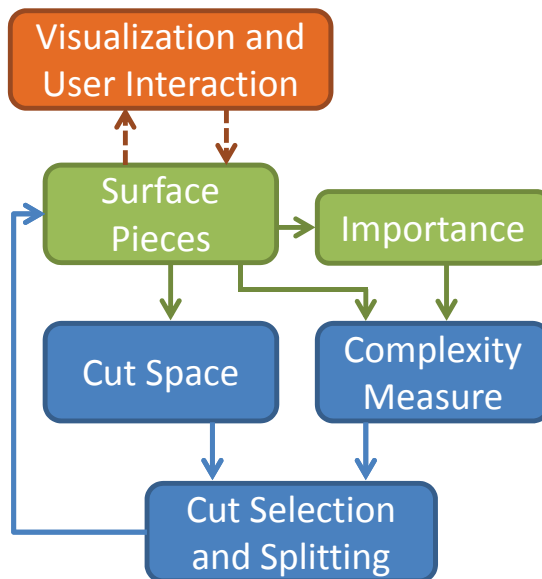 Visualization and
User Interaction
Surface
Pieces
Importance
Cut Space
Complexity
Measure
Cut Selection
and Splitting